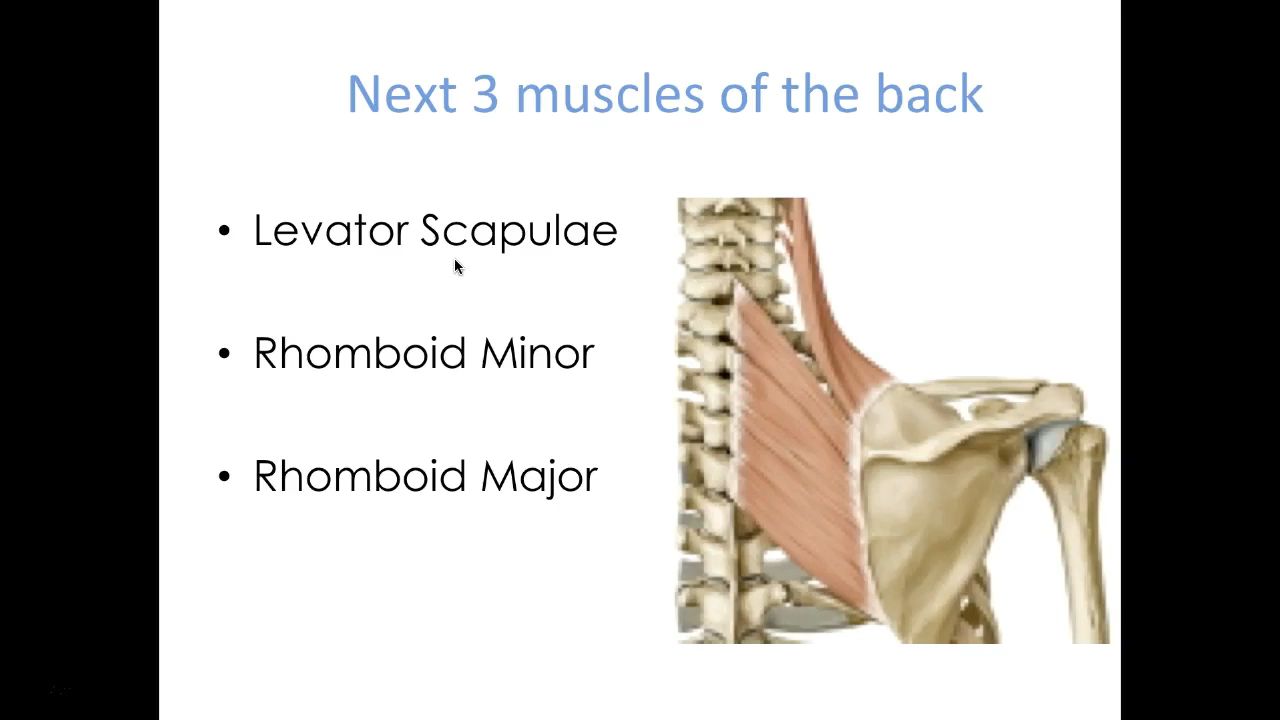 Next 3 muscles of the back
• Levator Scapulae
• Rhomboid Minor
• Rhomboid Major